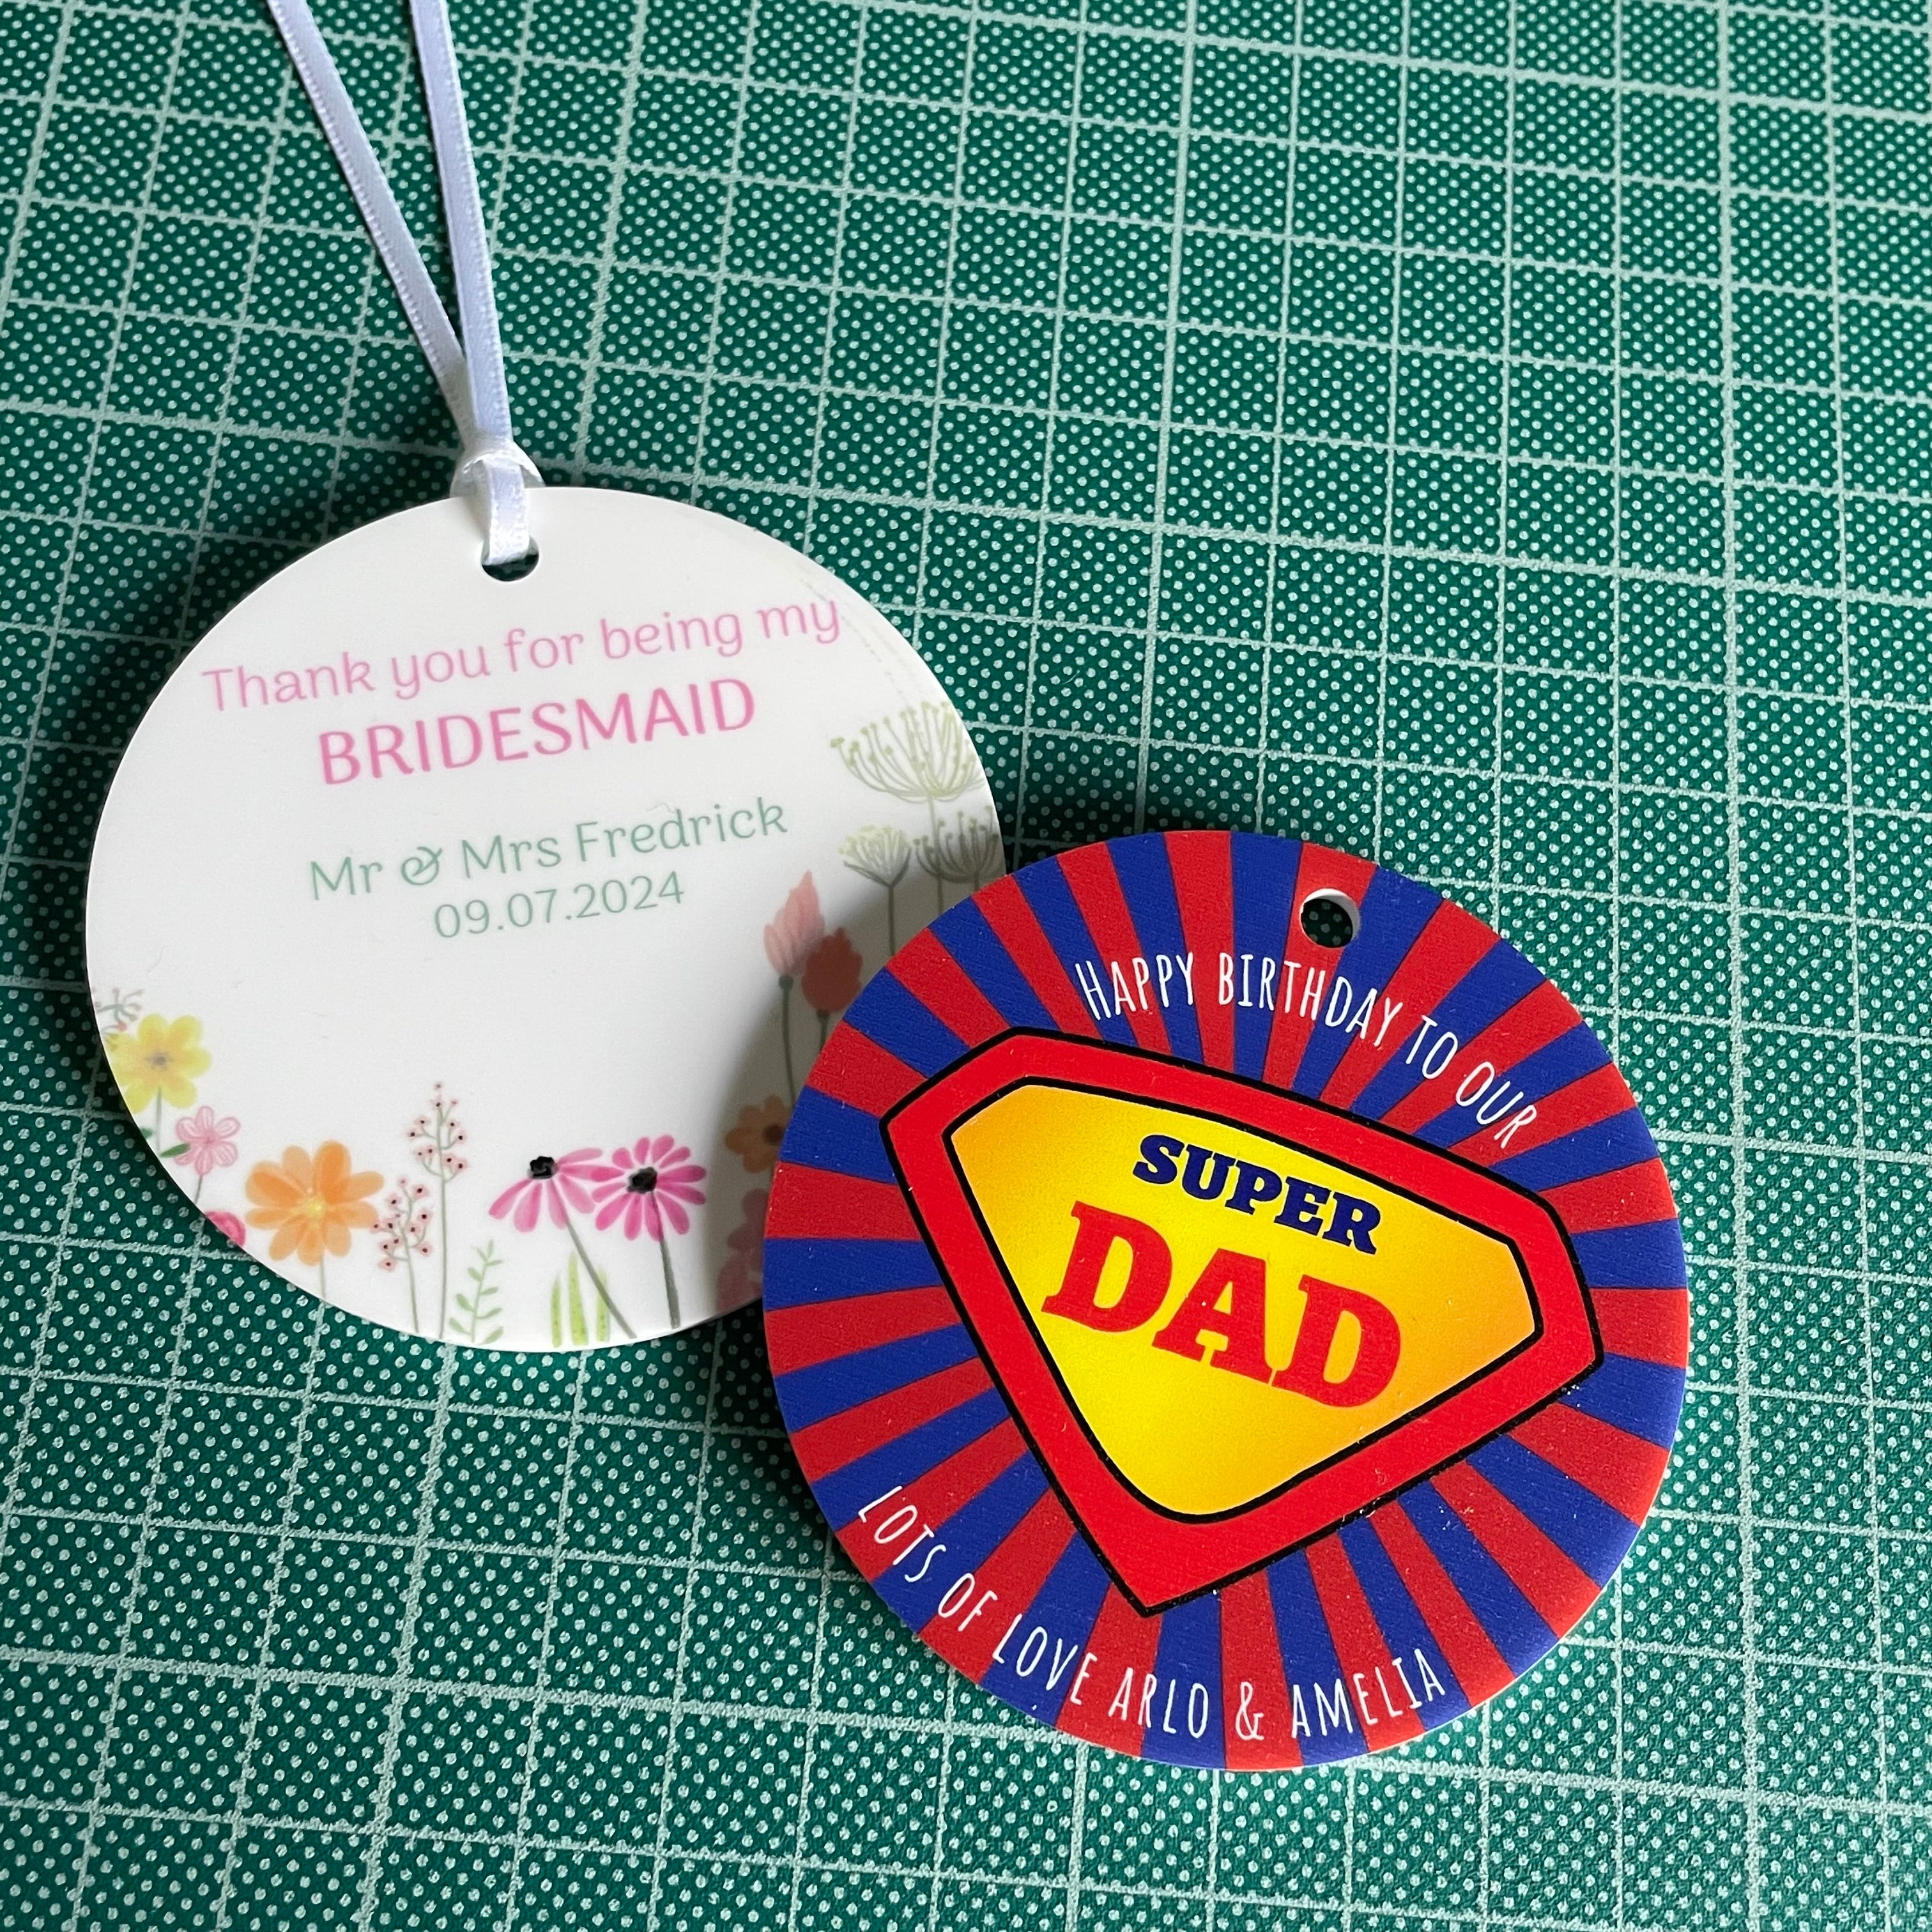 Thank you for being my
BRIDESMAID
Mr & Mrs Fredrick
09.07.2024
HAPPY BIRTHDAY TO OUR
SUPER
DAD
LOTS OF LOVE ARLO & AMELIA